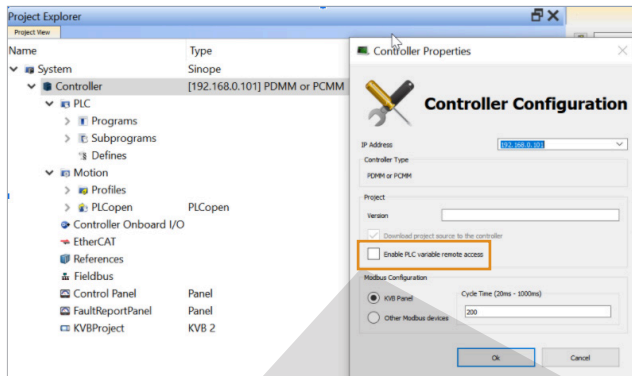 Project Explorer
Project View
Name Type
System Sinope
Controller [192.168.0.101] PDMM or PCMM
PLC
Programs
Subprograms
Defines
Motion
Profiles
PLCopen PLCopen
Controller Onboard I/O
EtherCAT
References
Fieldbus
Control Panel Panel
FaultReportPanel Panel
KVBProject KVB 2
Controller Properties
Controller Configuration
IP Address 192.168.0.101
Controller Type
PDMM or PCMM
Project
Version
Download project source to the controller
Enable PLC variable remote access
Modbus Configuration
KVB Panel
Cycle Time (20ms - 1000ms)
200
Other Modbus devices
Ok Cancel